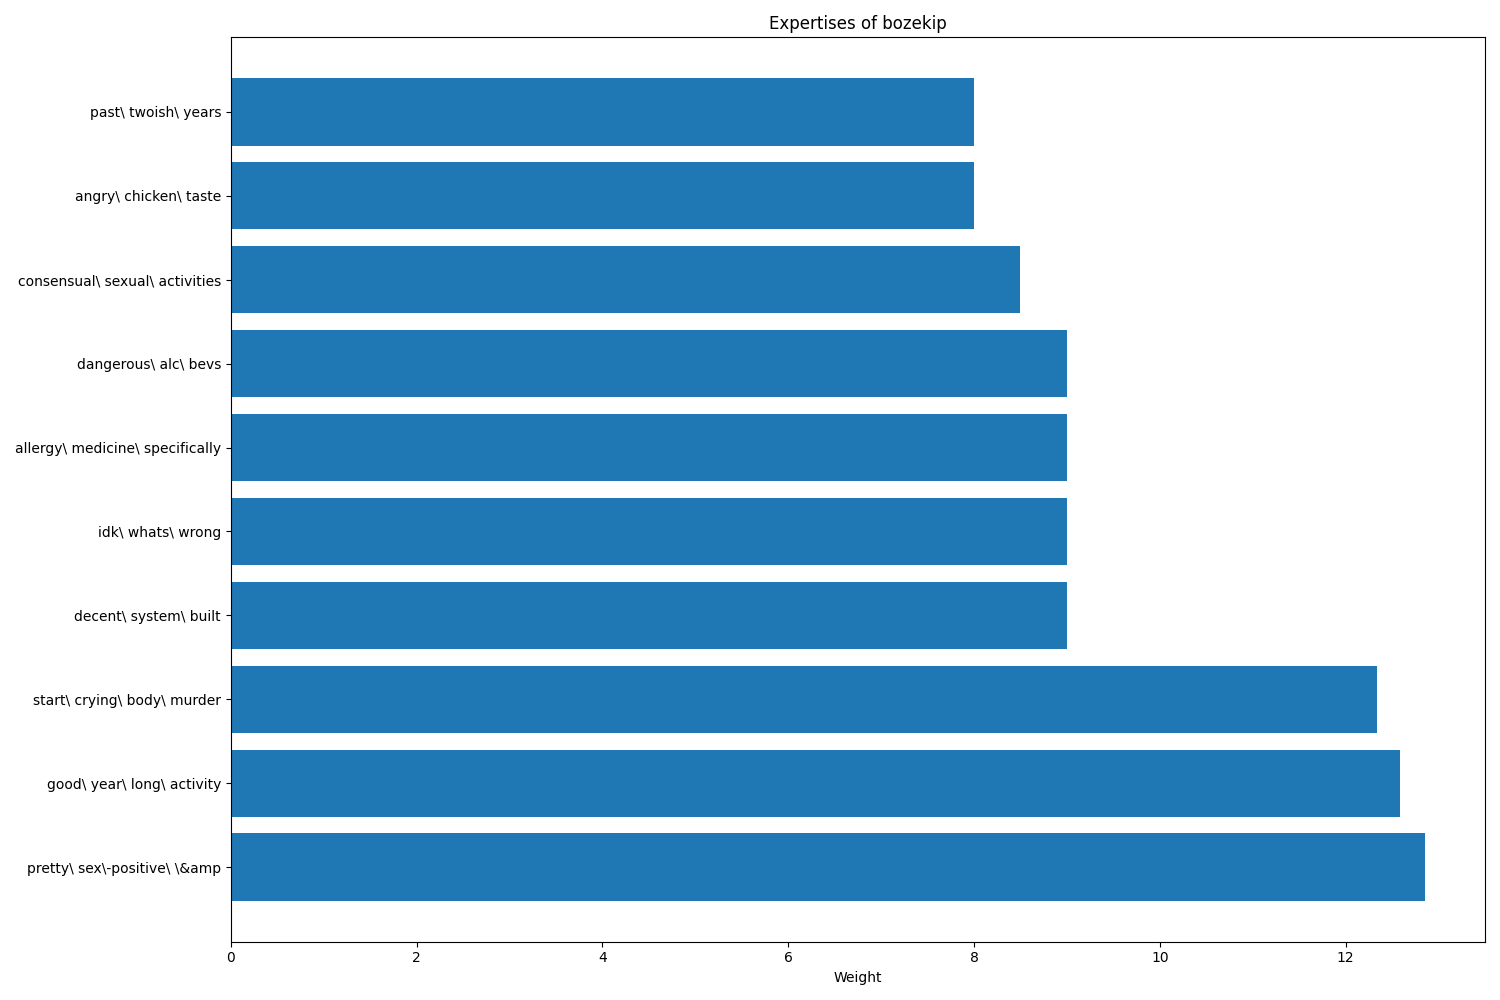 Expertises of bozekip
past\ twoish\ years
angry\ chicken\ taste
consensual\ sexual\ activities
dangerous\ alc\ bevs
allergy\ medicine\ specifically
idk\ whats\ wrong
decent\ system\ built
start\ crying\ body\ murder
good\ year\ long\ activity
pretty\ sex\-positive\ \&amp
0 2 4 6 8 10 12
Weight